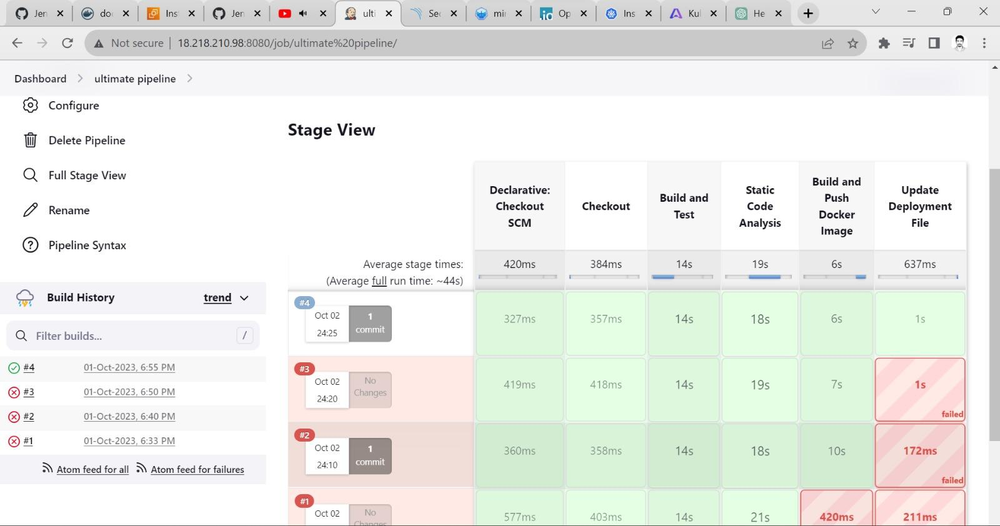 Jen
doc
Inst
Jen
ulti
Sec
min
Op
Ins
Kul
He
Not secure | 18.218.210.98:8080/job/ultimate%20pipeline/
Dashboard
ultimate pipeline
Configure
Delete Pipeline
Full Stage View
Rename
Pipeline Syntax
Build History
trend
Filter builds...
/
#4 01-Oct-2023, 6:55 PM
#3 01-Oct-2023, 6:50 PM
#2 01-Oct-2023, 6:40 PM
#1 01-Oct-2023, 6:33 PM
Atom feed for all Atom feed for failures
Stage View
Declarative:
Checkout
SCM
Checkout
Build and
Test
Static
Code
Analysis
Build and
Push
Docker
Image
Update
Deployment
File
Average stage times:
(Average full run time: ~44s)
420ms 384ms 14s 19s 6s 637ms
#4
Oct 02
24:25
1
commit
327ms 357ms 14s 18s 6s 1s
#3
Oct 02
24:20
No
Changes
419ms 418ms 14s 19s 7s 1s
failed
#2
Oct 02
24:10
1
commit
360ms 358ms 14s 18s 10s 172ms
failed
#1
Oct 02
No
Changes
577ms 403ms 14s 21s 420ms 211ms